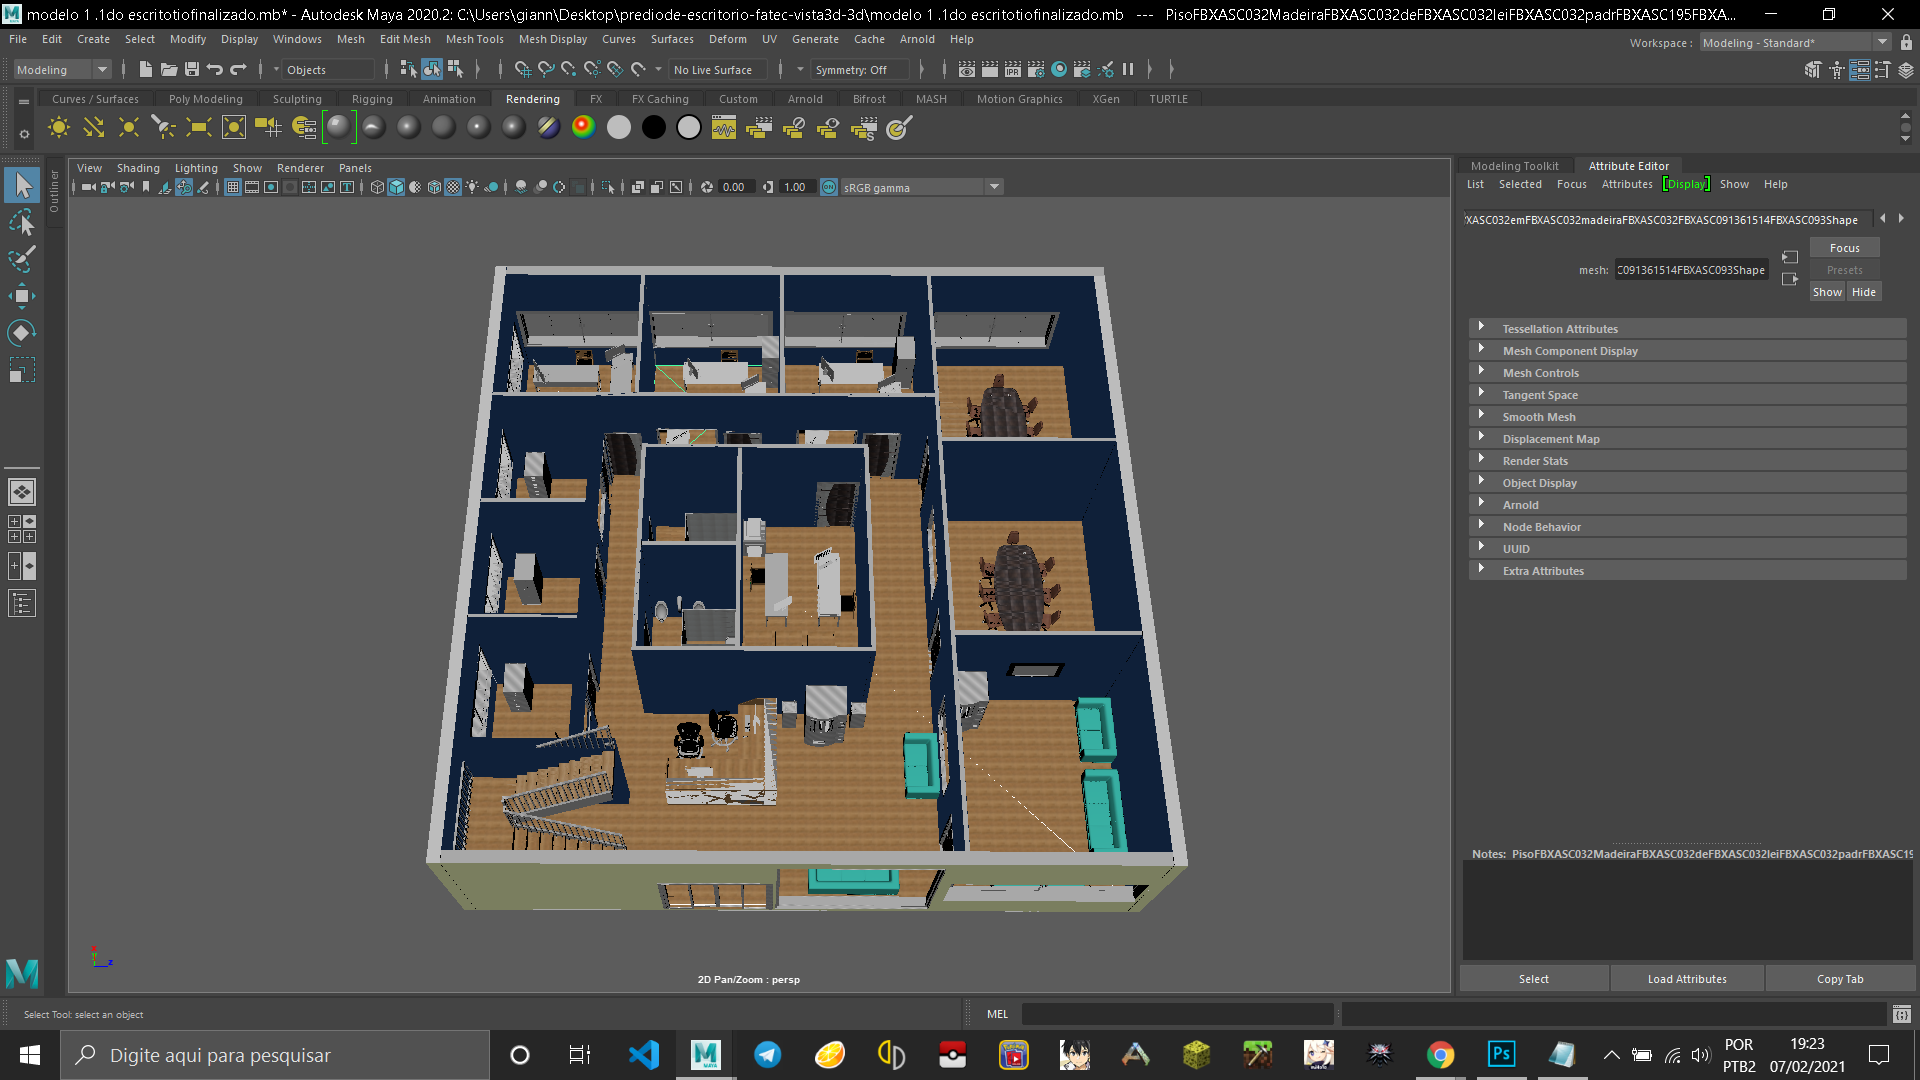 modelo 1 .1do escritotiofinalizado.mb* - Autodesk Maya 2020.2: C:\Users\giann\Desktop\prediode-escritorio-fatec-vista3d-3d\modelo 1 .1do escritotiofinalizado.mb   ---   PisoFBXASC032MadeiraFBXASC032deFBXASC032leiFBXASC032padrFBXASC195FBXA...
File Edit Create Select Modify Display Windows Mesh Edit Mesh Mesh Tools Mesh Display Curves Surfaces Deform UV Generate Cache Arnold Help
Workspace : Modeling - Standard*
Modeling Objects No Live Surface Symmetry: Off
Curves / Surfaces Poly Modeling Sculpting Rigging Animation Rendering FX FX Caching Custom Arnold Bifrost MASH Motion Graphics XGen TURTLE
View Shading Lighting Show Renderer Panels
0.00 1.00 ON sRGB gamma
Outliner
Modeling Toolkit Attribute Editor
List Selected Focus Attributes Display Show Help
XASC032emFBXASC032madeiraFBXASC032FBXASC091361514FBXASC093Shape
Focus
mesh: C091361514FBXASC093Shape
Presets
Show Hide
Tessellation Attributes
Mesh Component Display
Mesh Controls
Tangent Space
Smooth Mesh
Displacement Map
Render Stats
Object Display
Arnold
Node Behavior
UUID
Extra Attributes
Notes: PisoFBXASC032MadeiraFBXASC032deFBXASC032leiFBXASC032padrFBXASC19
Select Load Attributes Copy Tab
2D Pan/Zoom : persp
Select Tool: select an object
MEL
Digite aqui para pesquisar
POR
PTB2
19:23
07/02/2021